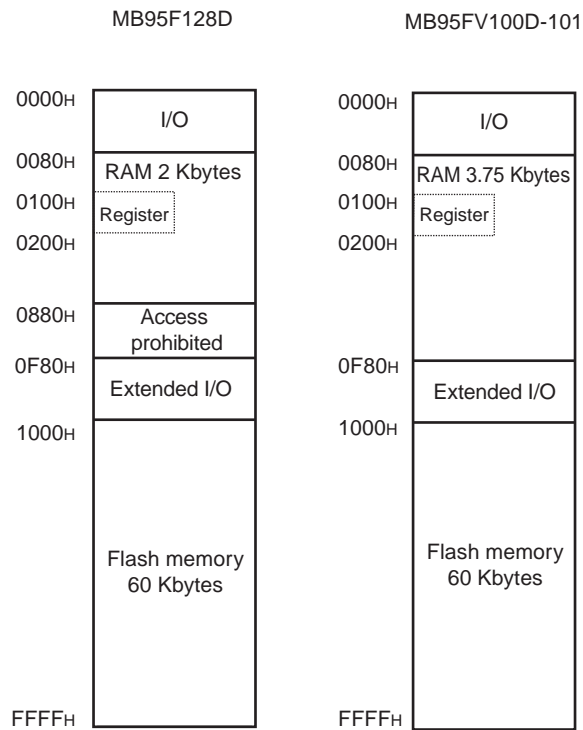 MB95F128D
0000H
I/O
0080H
RAM 2 Kbytes
0100H
Register
0200H
0880H
Access
prohibited
0F80H
Extended I/O
1000H
Flash memory
60 Kbytes
FFFFH
MB95FV100D-101
0000H
I/O
0080H
RAM 3.75 Kbytes
0100H
Register
0200H
0F80H
Extended I/O
1000H
Flash memory
60 Kbytes
FFFFH